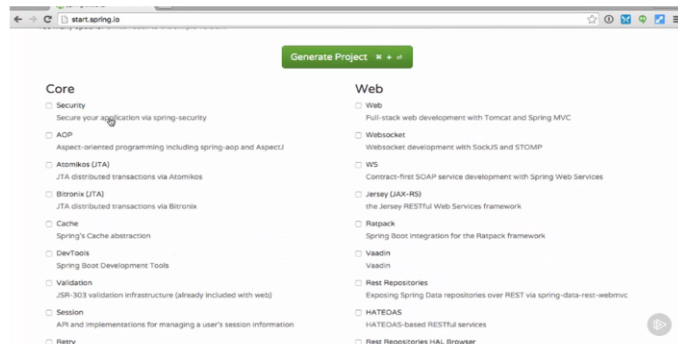 start.spring.io
Generate Project ⌘ + ⏎
Core
Security
Secure your application via spring-security
AOP
Aspect-oriented programming including spring-aop and AspectJ
Atomikos (JTA)
JTA distributed transactions via Atomikos
Bitronix (JTA)
JTA distributed transactions via Bitronix
Cache
Spring's Cache abstraction
DevTools
Spring Boot Development Tools
Validation
JSR-303 validation infrastructure (already included with web)
Session
API and implementations for managing a user's session information
Retry
Web
Web
Full-stack web development with Tomcat and Spring MVC
Websocket
Websocket development with SockJS and STOMP
WS
Contract-first SOAP service development with Spring Web Services
Jersey (JAX-RS)
the Jersey RESTful Web Services framework
Ratpack
Spring Boot integration for the Ratpack framework
Vaadin
Vaadin
Rest Repositories
Exposing Spring Data repositories over REST via spring-data-rest-webmvc
HATEOAS
HATEOAS-based RESTful services
Rest Repositories HAL Browser